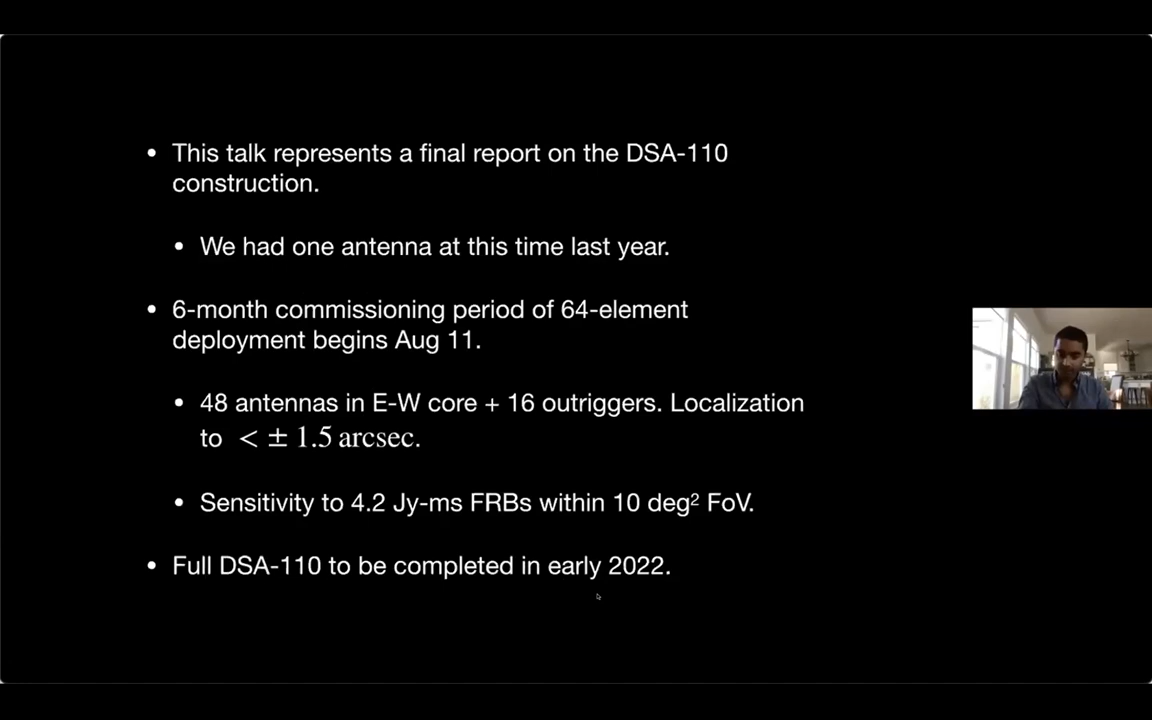 • This talk represents a final report on the DSA-110
construction.
• We had one antenna at this time last year.
• 6-month commissioning period of 64-element
deployment begins Aug 11.
• 48 antennas in E-W core + 16 outriggers. Localization
to < ± 1.5 arcsec.
• Sensitivity to 4.2 Jy-ms FRBs within 10 deg² FoV.
• Full DSA-110 to be completed in early 2022.